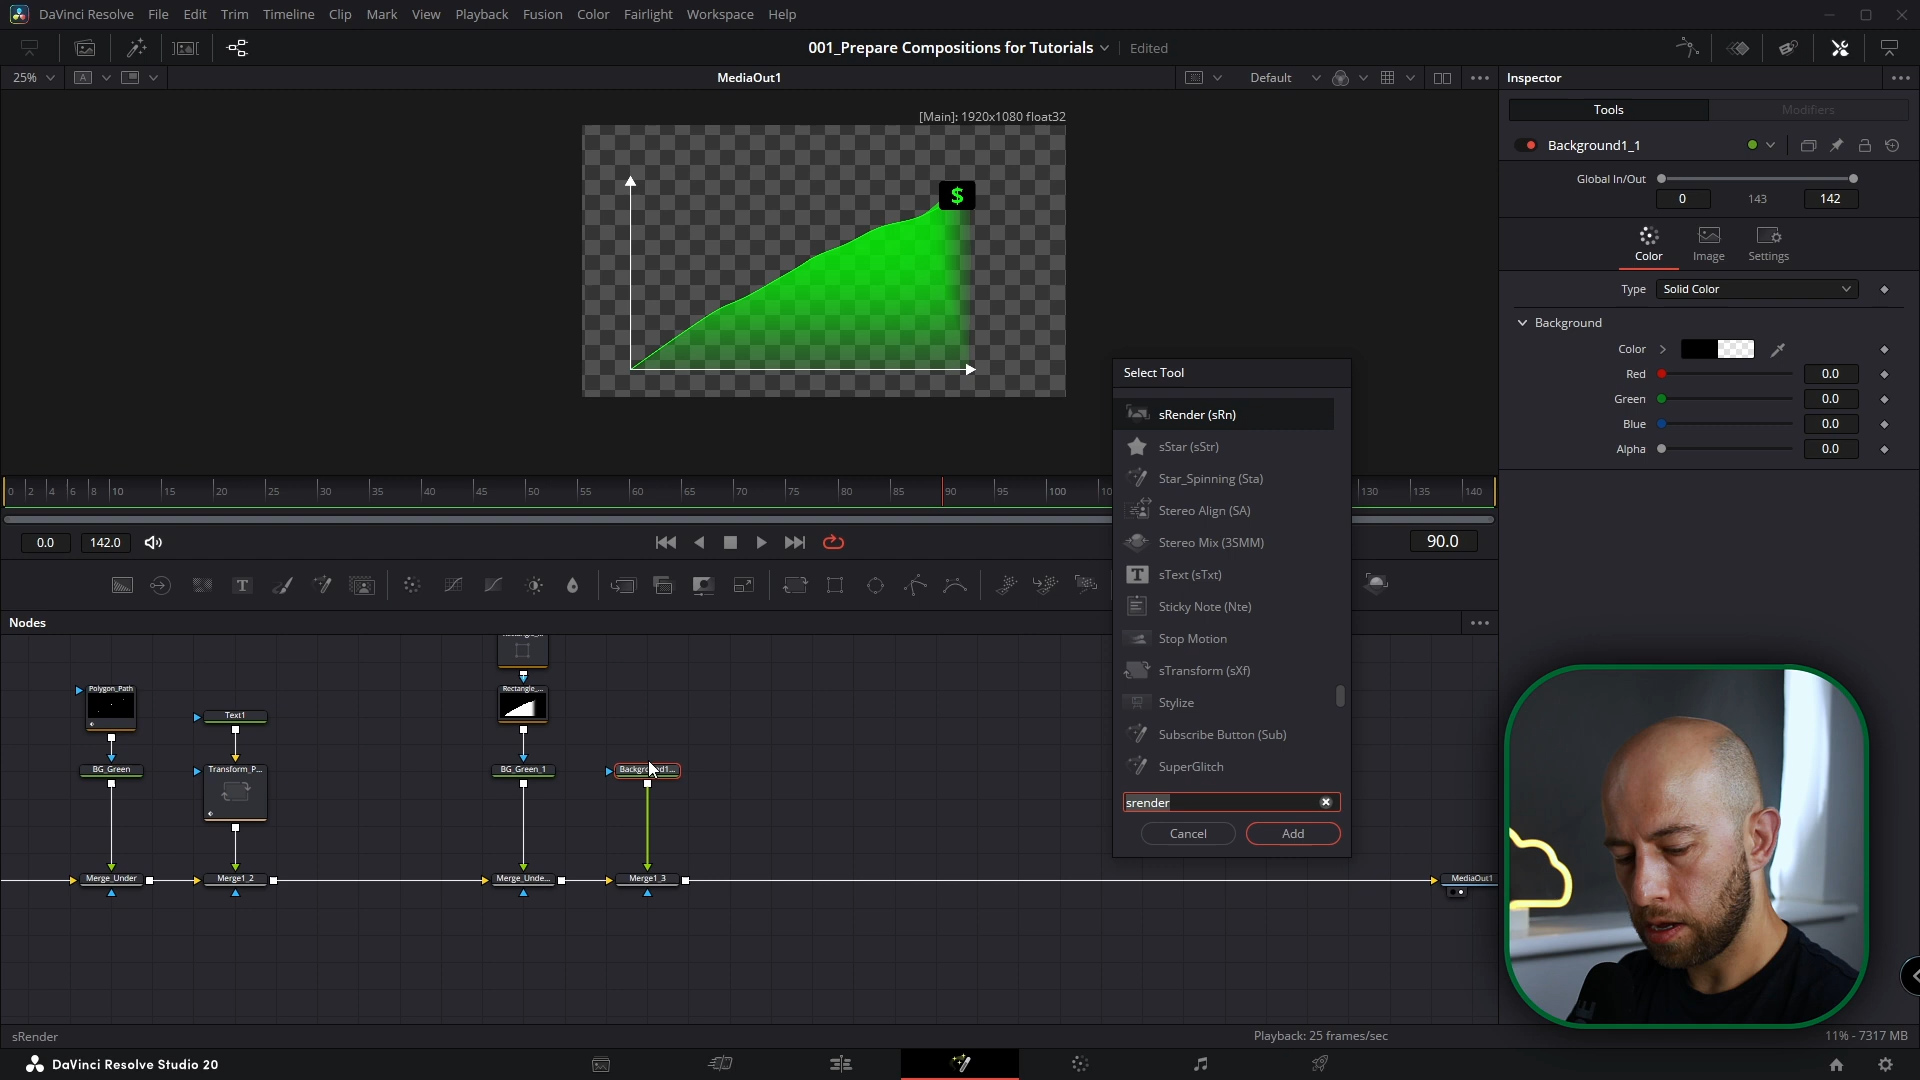 DaVinci Resolve File Edit Trim Timeline Clip Mark View Playback Fusion Color Fairlight Workspace Help
001_Prepare Compositions for Tutorials Edited
25% A MediaOut1 Default Inspector
[Main]: 1920x1080 float32
Tools Modifiers
Background1_1
Global In/Out
0 143 142
$
Color Image Settings
Type Solid Color
Background
Color
Red 0.0
Green 0.0
Blue 0.0
Alpha 0.0
Select Tool
sRender (sRn)
sStar (sStr)
Star_Spinning (Sta)
Stereo Align (SA)
Stereo Mix (3SMM)
sText (sTxt)
Sticky Note (Nte)
Stop Motion
sTransform (sXf)
Stylize
Subscribe Button (Sub)
SuperGlitch
srender
Cancel Add
0 2 4 6 8 10 15 20 25 30 35 40 45 50 55 60 65 70 75 80 85 90 95 100 10 130 135 140
0.0 142.0 90.0
T
Nodes
Polygon_Path Rectangle_...
Text1
BG_Green Transform_P... BG_Green_1 Background1...
Merge_Under Merge1_2 Merge_Unde... Merge1_3 MediaOut1
sRender Playback: 25 frames/sec 11% - 7317 MB
DaVinci Resolve Studio 20